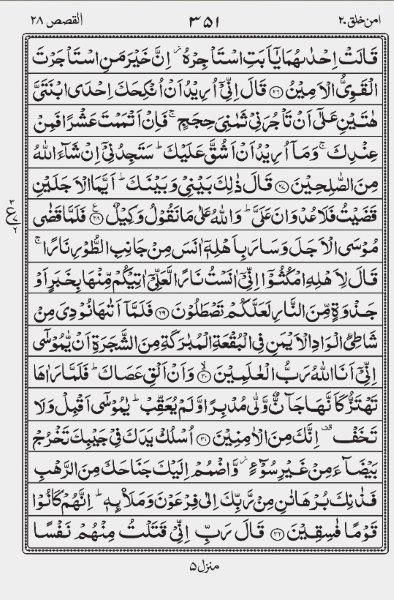 امن خلق ٢٠ ٣٥١ القصص ٢٨
قَالَتْ اِحْدٰىهُمَا يٰۤاَبَتِ اسْتَاْجِرْهُ ؗ اِنَّ خَیْرَ مَنِ اسْتَاْجَرْتَ
الْقَوِیُّ الْاَمِیْنُ ﴿٢٦﴾ قَالَ اِنِّیْۤ اُرِیْدُ اَنْ اُنْكِحَكَ اِحْدَى ابْنَتَیَّ
هٰتَیْنِ عَلٰۤى اَنْ تَاْجُرَنِیْ ثَمٰنِیَ حِجَجٍ ۚ فَاِنْ اَتْمَمْتَ عَشْرًا فَمِنْ
عِنْدِكَ ۚ وَمَاۤ اُرِیْدُ اَنْ اَشُقَّ عَلَیْكَ ؕ سَتَجِدُنِیْۤ اِنْ شَآءَ اللّٰهُ
مِنَ الصّٰلِحِیْنَ ﴿٢٧﴾ قَالَ ذٰلِكَ بَیْنِیْ وَبَیْنَكَ ؕ اَیَّمَا الْاَجَلَیْنِ
قَضَیْتُ فَلَا عُدْوَانَ عَلَیَّ ؕ وَاللّٰهُ عَلٰى مَا نَقُوْلُ وَكِیْلٌ ﴿٢٨﴾ فَلَمَّا قَضٰى
مُوْسَى الْاَجَلَ وَسَارَ بِاَهْلِهٖۤ اٰنَسَ مِنْ جَانِبِ الطُّوْرِ نَارًا ۚ
قَالَ لِاَهْلِهِ امْكُثُوْۤا اِنِّیْۤ اٰنَسْتُ نَارًا لَّعَلِّیْۤ اٰتِیْكُمْ مِّنْهَا بِخَبَرٍ اَوْ
جَذْوَةٍ مِّنَ النَّارِ لَعَلَّكُمْ تَصْطَلُوْنَ ﴿٢٩﴾ فَلَمَّاۤ اَتٰىهَا نُوْدِیَ مِنْ
شَاطِئِ الْوَادِ الْاَیْمَنِ فِی الْبُقْعَةِ الْمُبٰرَكَةِ مِنَ الشَّجَرَةِ اَنْ یّٰمُوْسٰۤى
اِنِّیْۤ اَنَا اللّٰهُ رَبُّ الْعٰلَمِیْنَ ﴿٣٠﴾ وَاَنْ اَلْقِ عَصَاكَ ؕ فَلَمَّا رَاٰهَا
تَهْتَزُّ كَاَنَّهَا جَآنٌّ وَّلّٰى مُدْبِرًا وَّلَمْ یُعَقِّبْ ؕ یٰمُوْسٰۤى اَقْبِلْ وَلَا
تَخَفْ ۫ اِنَّكَ مِنَ الْاٰمِنِیْنَ ﴿٣١﴾ اُسْلُكْ یَدَكَ فِیْ جَیْبِكَ تَخْرُجْ
بَیْضَآءَ مِنْ غَیْرِ سُوْٓءٍ ؗ وَّاضْمُمْ اِلَیْكَ جَنَاحَكَ مِنَ الرَّهْبِ
فَذٰنِكَ بُرْهَانٰنِ مِنْ رَّبِّكَ اِلٰى فِرْعَوْنَ وَمَلَا۟ىِٕهٖ ؕ اِنَّهُمْ كَانُوْا
قَوْمًا فٰسِقِیْنَ ﴿٣٢﴾ قَالَ رَبِّ اِنِّیْ قَتَلْتُ مِنْهُمْ نَفْسًا
منزل ٥